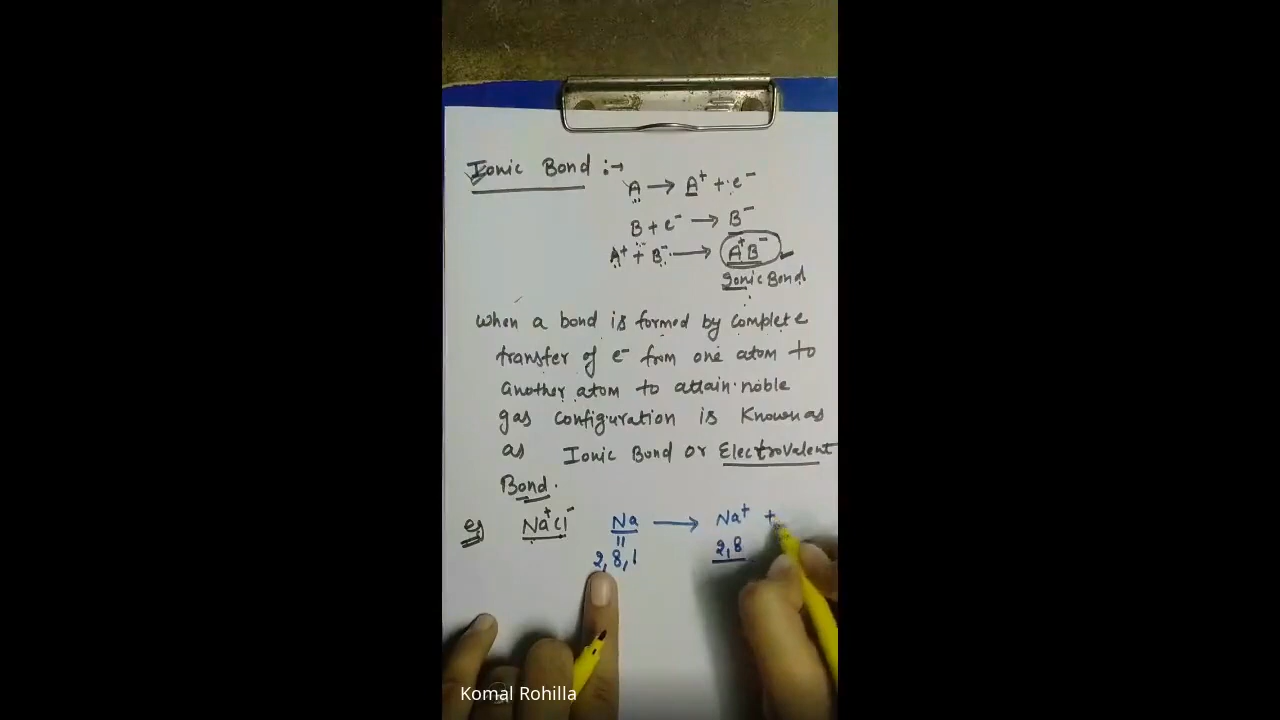 Ionic Bond :→
A → A⁺ + e⁻
B + e⁻ → B⁻
A⁺ + B⁻ → A⁺B⁻
Ionic Bond
When a bond is formed by complete
transfer of e⁻ from one atom to
another atom to attain noble
gas configuration is Known as
as Ionic Bond or Electrovalent
Bond.
eg Na⁺Cl⁻ Na → Na⁺ +
2,8,1 2,8
Komal Rohilla